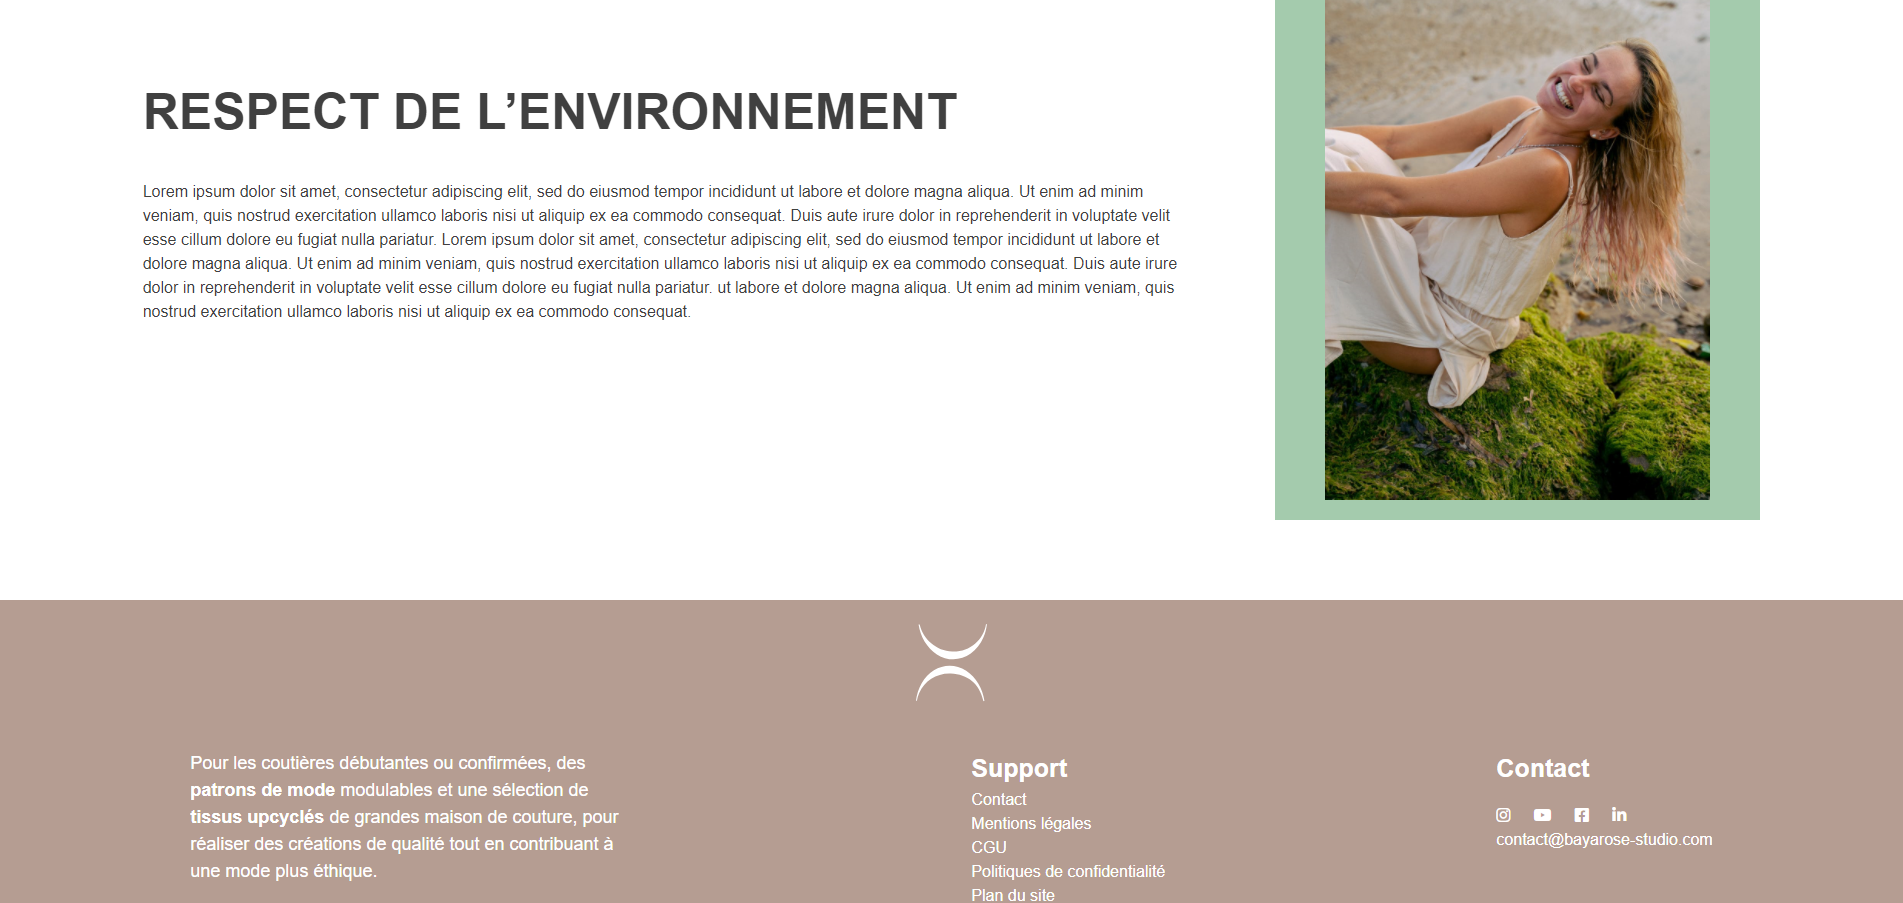 RESPECT DE L’ENVIRONNEMENT
Lorem ipsum dolor sit amet, consectetur adipiscing elit, sed do eiusmod tempor incididunt ut labore et dolore magna aliqua. Ut enim ad minim
veniam, quis nostrud exercitation ullamco laboris nisi ut aliquip ex ea commodo consequat. Duis aute irure dolor in reprehenderit in voluptate velit
esse cillum dolore eu fugiat nulla pariatur. Lorem ipsum dolor sit amet, consectetur adipiscing elit, sed do eiusmod tempor incididunt ut labore et
dolore magna aliqua. Ut enim ad minim veniam, quis nostrud exercitation ullamco laboris nisi ut aliquip ex ea commodo consequat. Duis aute irure
dolor in reprehenderit in voluptate velit esse cillum dolore eu fugiat nulla pariatur. ut labore et dolore magna aliqua. Ut enim ad minim veniam, quis
nostrud exercitation ullamco laboris nisi ut aliquip ex ea commodo consequat.
Pour les coutières débutantes ou confirmées, des
patrons de mode modulables et une sélection de
tissus upcyclés de grandes maison de couture, pour
réaliser des créations de qualité tout en contribuant à
une mode plus éthique.
Support
Contact
Mentions légales
CGU
Politiques de confidentialité
Plan du site
Contact
contact@bayarose-studio.com